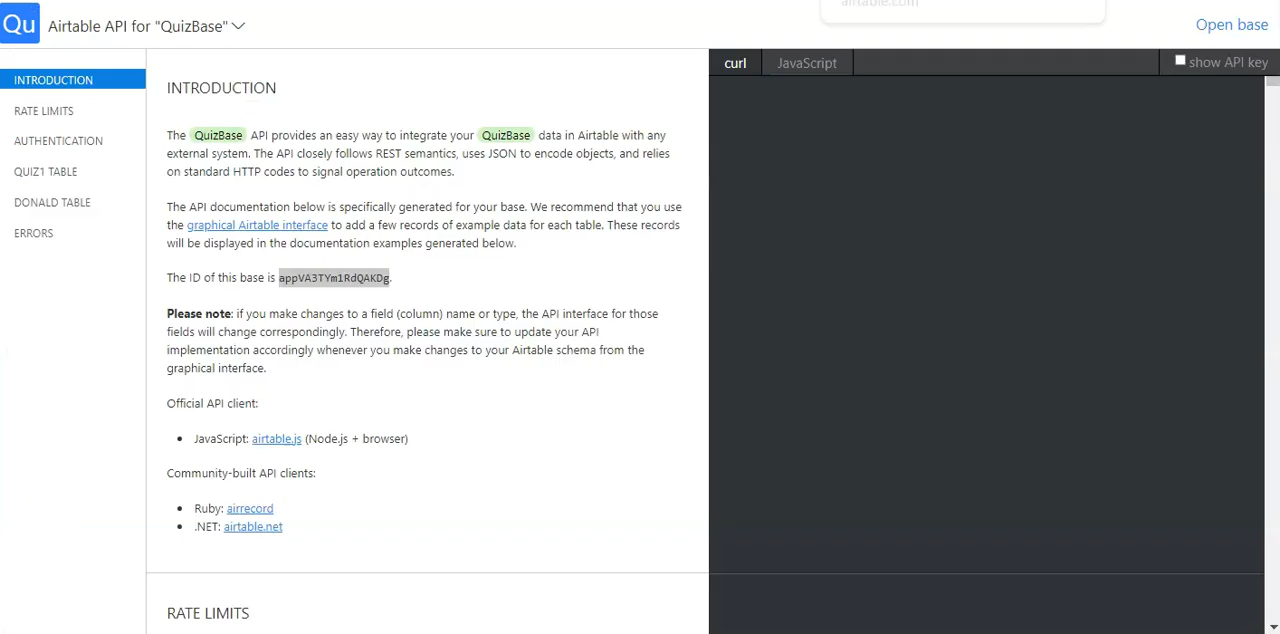 airtable.com
Qu Airtable API for "QuizBase"
Open base
INTRODUCTION
RATE LIMITS
AUTHENTICATION
QUIZ1 TABLE
DONALD TABLE
ERRORS
INTRODUCTION
The QuizBase API provides an easy way to integrate your QuizBase data in Airtable with any
external system. The API closely follows REST semantics, uses JSON to encode objects, and relies
on standard HTTP codes to signal operation outcomes.
The API documentation below is specifically generated for your base. We recommend that you use
the graphical Airtable interface to add a few records of example data for each table. These records
will be displayed in the documentation examples generated below.
The ID of this base is appVA3TYm1RdQAKDg.
Please note: if you make changes to a field (column) name or type, the API interface for those
fields will change correspondingly. Therefore, please make sure to update your API
implementation accordingly whenever you make changes to your Airtable schema from the
graphical interface.
Official API client:
• JavaScript: airtable.js (Node.js + browser)
Community-built API clients:
• Ruby: airrecord
• .NET: airtable.net
RATE LIMITS
curl
JavaScript
show API key